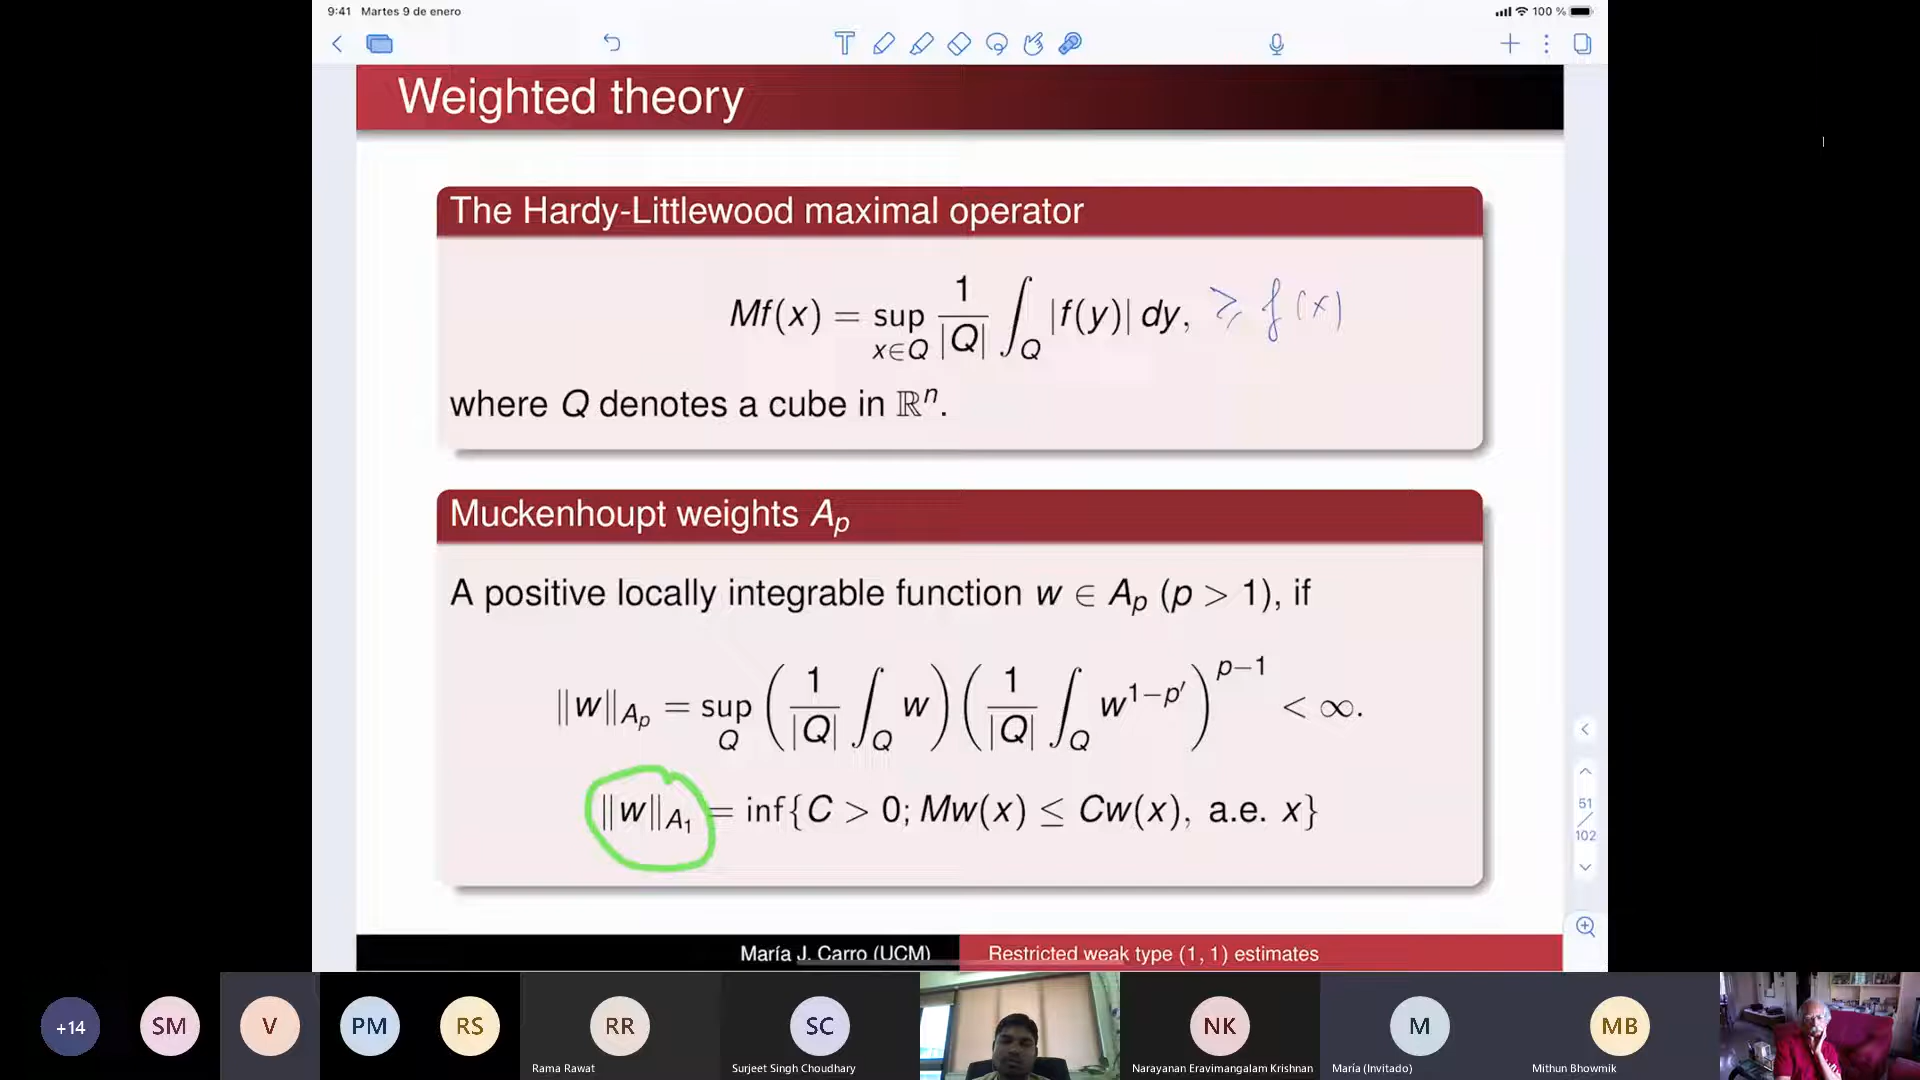 9:41 Martes 9 de enero
100 %
Weighted theory
The Hardy-Littlewood maximal operator
Mf(x) = sup_{x∈Q} 1/|Q| ∫_Q |f(y)| dy, ⩾ f(x)
where Q denotes a cube in ℝⁿ.
Muckenhoupt weights A_p
A positive locally integrable function w ∈ A_p (p > 1), if
‖w‖_{A_p} = sup_Q (1/|Q| ∫_Q w)(1/|Q| ∫_Q w^{1−p′})^{p−1} < ∞.
‖w‖_{A_1} = inf{C > 0; Mw(x) ≤ Cw(x), a.e. x}
51
/
102
María J. Carro (UCM) Restricted weak type (1, 1) estimates
+14 SM V PM RS RR SC NK M MB
Rama Rawat Surjeet Singh Choudhary Narayanan Eravimangalam Krishnan María (Invitado) Mithun Bhowmik